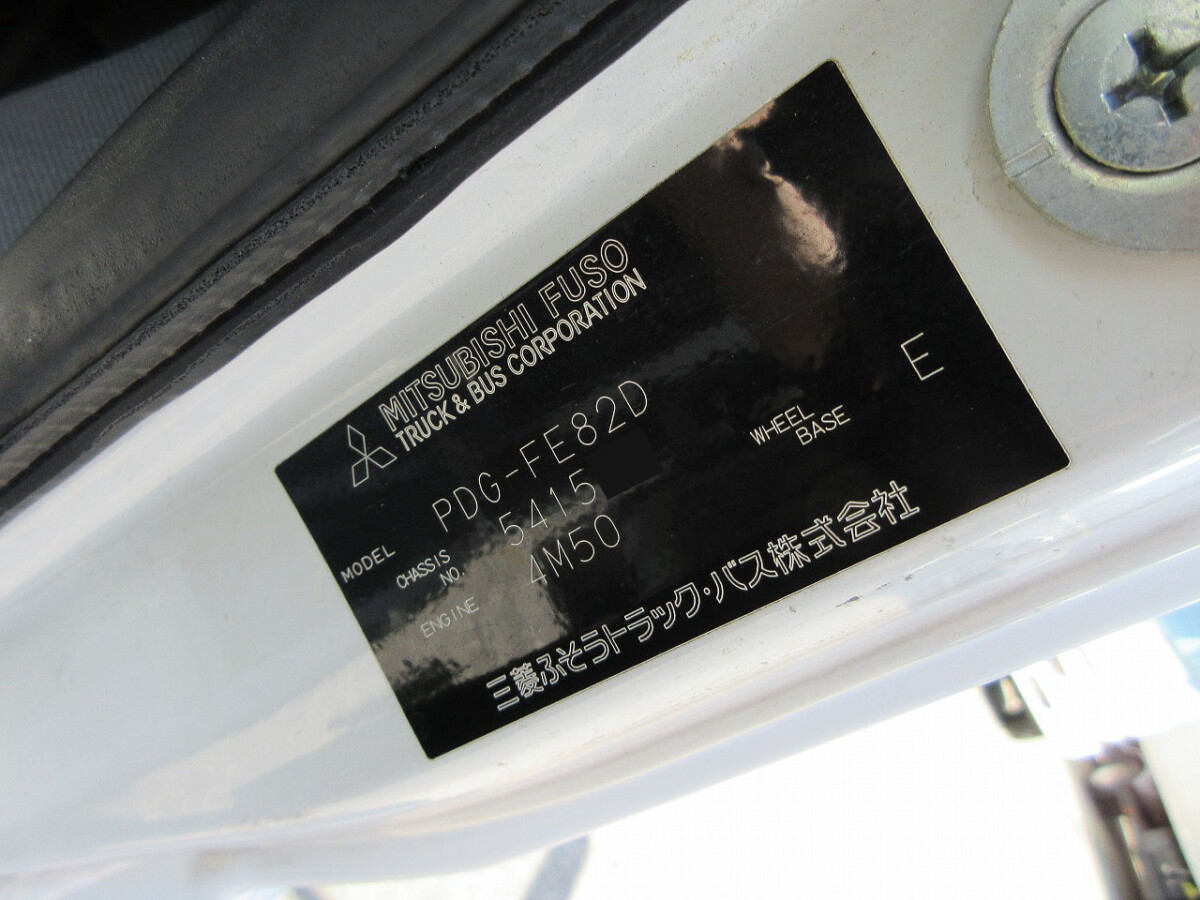 MITSUBISHI FUSO
TRUCK & BUS CORPORATION
MODEL PDG-FE82D
CHASSIS NO. 5415
ENGINE 4M50
WHEEL BASE E
三菱ふそうトラック・バス株式会社